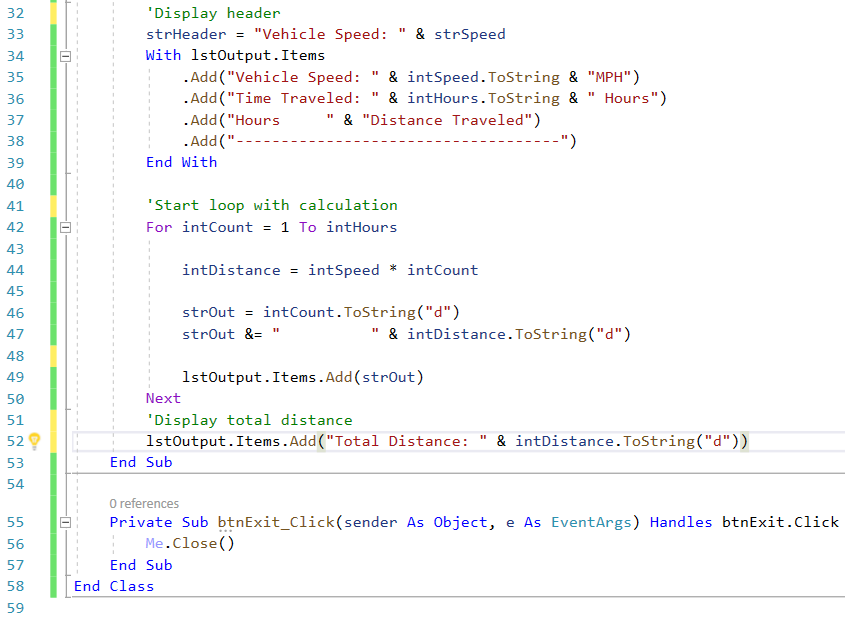 32 'Display header
33 strHeader = "Vehicle Speed: " & strSpeed
34 With lstOutput.Items
35 .Add("Vehicle Speed: " & intSpeed.ToString & "MPH")
36 .Add("Time Traveled: " & intHours.ToString & " Hours")
37 .Add("Hours     " & "Distance Traveled")
38 .Add("------------------------------------")
39 End With
40
41 'Start loop with calculation
42 For intCount = 1 To intHours
43
44 intDistance = intSpeed * intCount
45
46 strOut = intCount.ToString("d")
47 strOut &= "          " & intDistance.ToString("d")
48
49 lstOutput.Items.Add(strOut)
50 Next
51 'Display total distance
52 lstOutput.Items.Add("Total Distance: " & intDistance.ToString("d"))
53 End Sub
54
0 references
55 Private Sub btnExit_Click(sender As Object, e As EventArgs) Handles btnExit.Click
56 Me.Close()
57 End Sub
58 End Class
59